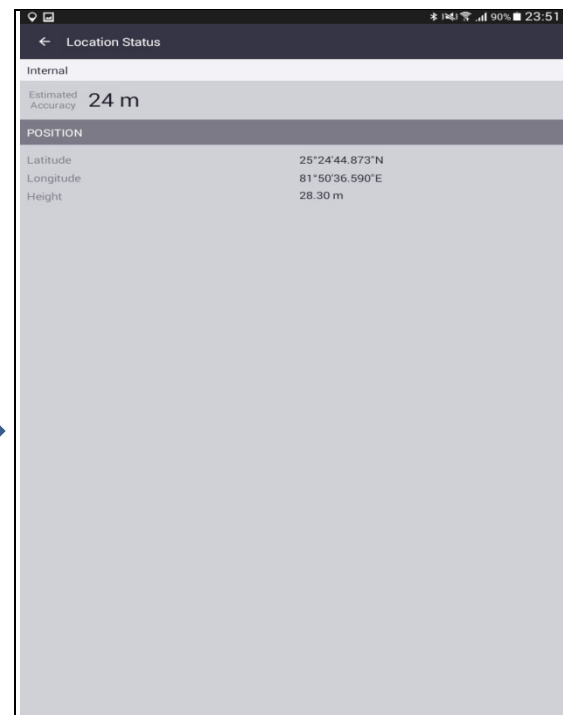 90% 23:51
← Location Status
Internal
Estimated Accuracy 24 m
POSITION
Latitude 25°24'44.873"N
Longitude 81°50'36.590"E
Height 28.30 m